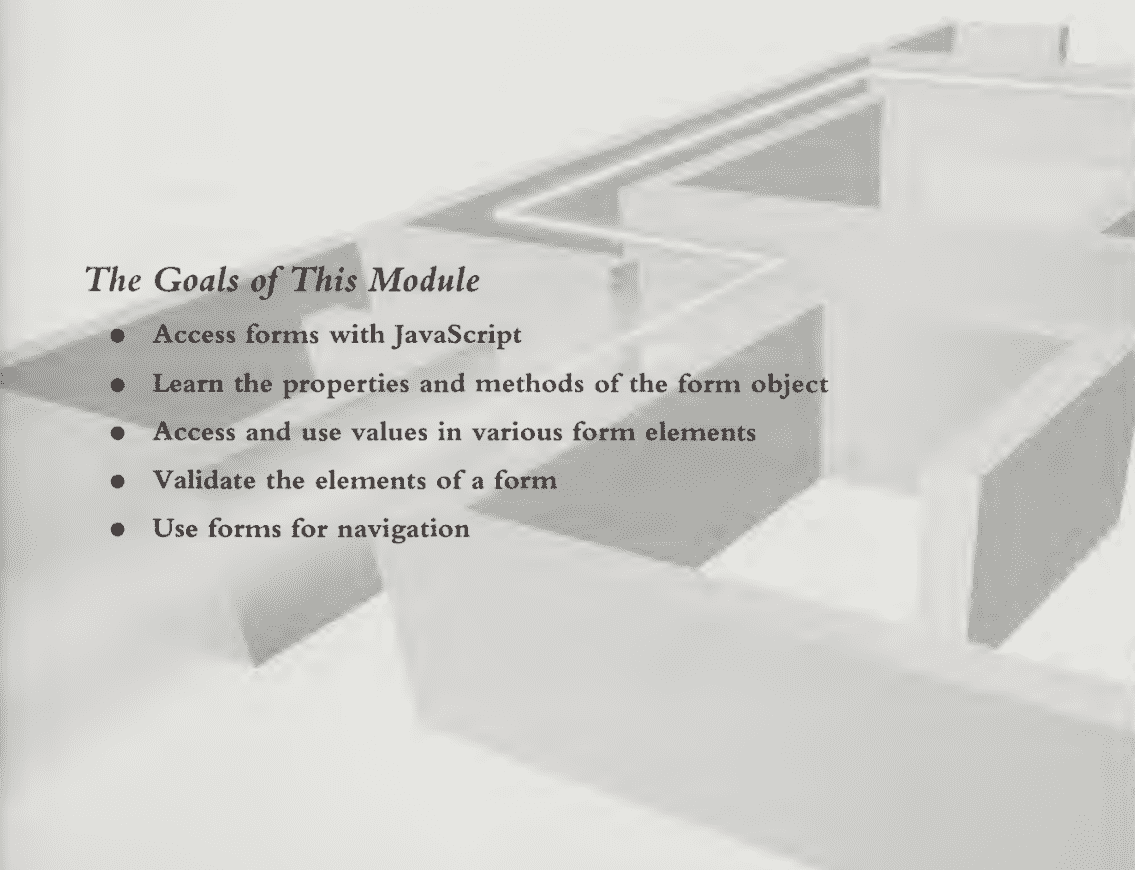 The Goals of This Module
● Access forms with JavaScript
● Learn the properties and methods of the form object
● Access and use values in various form elements
● Validate the elements of a form
● Use forms for navigation